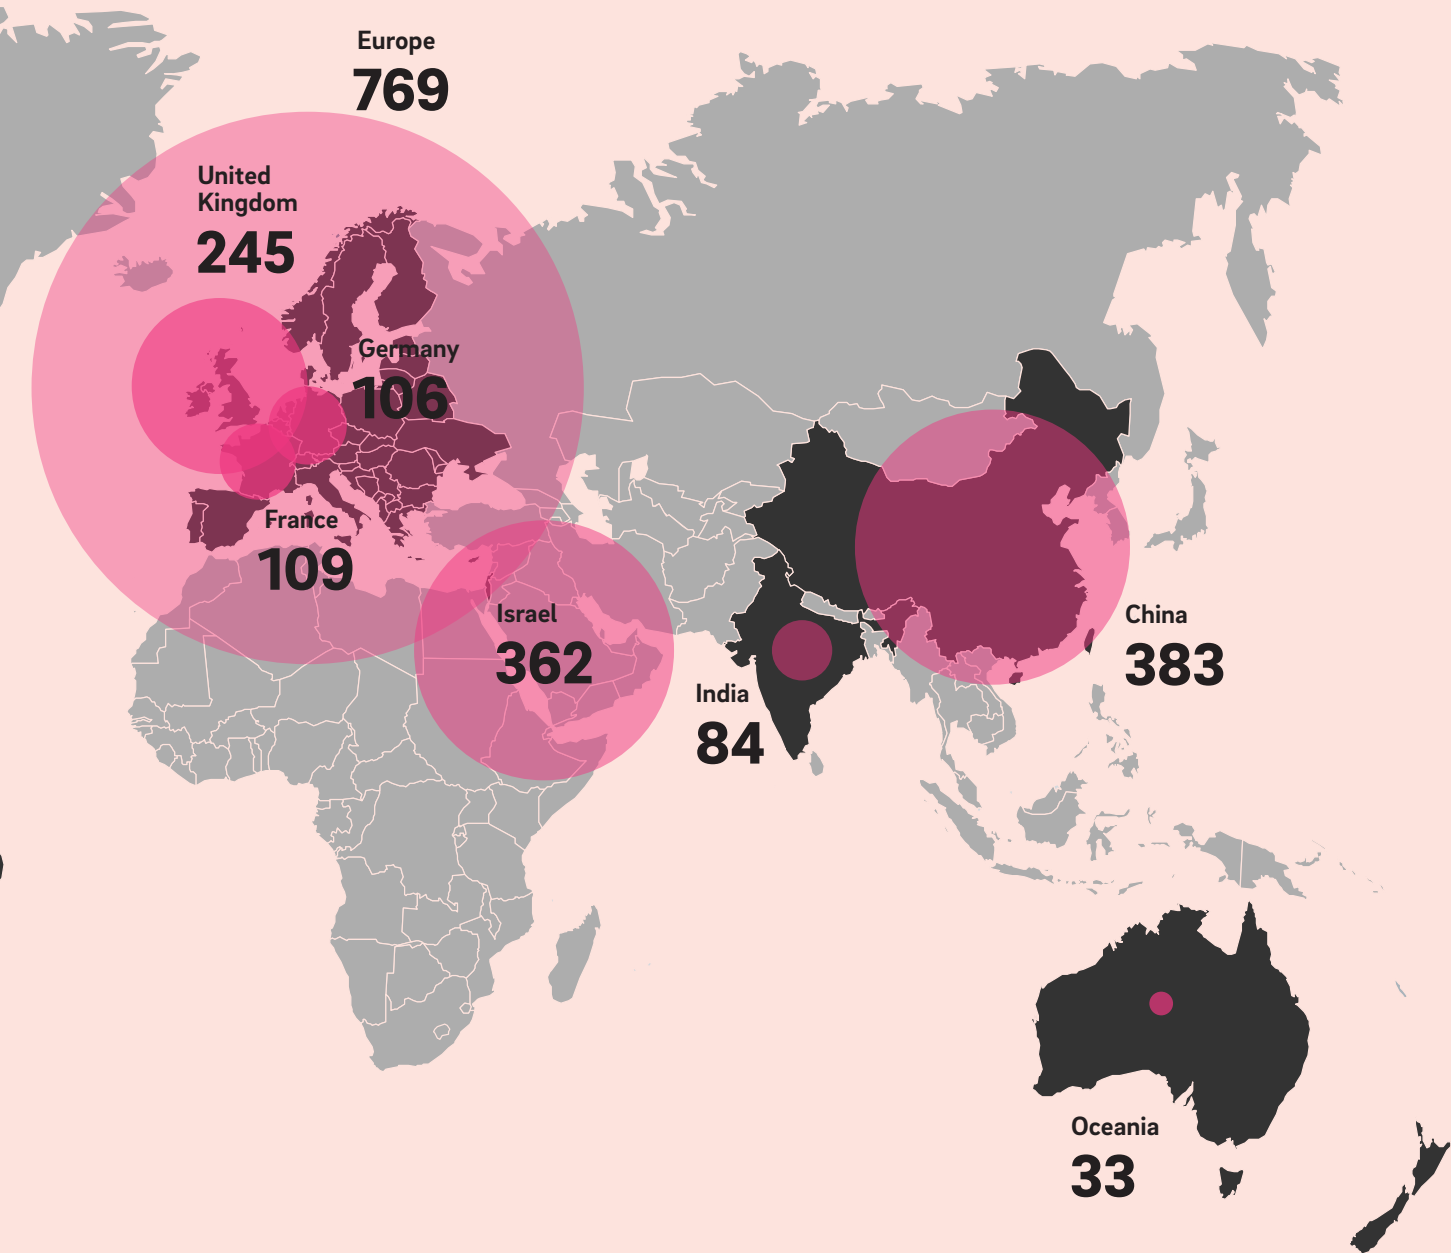 Europe
769
United
Kingdom
245
Germany
106
France
109
Israel
362
China
383
India
84
Oceania
33